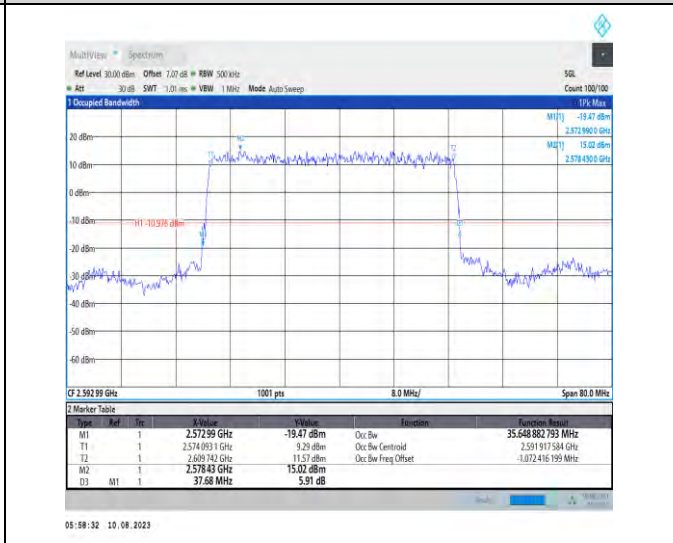 MultiView Spectrum
Ref Level 30.00 dBm Offset 7.07 dB RBW 500 kHz SGL
Att 30 dB SWT 1.01 ms VBW 1 MHz Mode Auto Sweep Count 100/100
1 Occupied Bandwidth 1Pk Max
M1[1] -19.47 dBm
2.572 990 0 GHz
M2[1] 15.02 dBm
2.578 430 0 GHz
20 dBm
10 dBm
0 dBm
-10 dBm
H1 -10.976 dBm
-20 dBm
-30 dBm
-40 dBm
-50 dBm
-60 dBm
CF 2.592 99 GHz 1001 pts 8.0 MHz/ Span 80.0 MHz
2 Marker Table
Type Ref Trc X-Value Y-Value Function Function Result
M1 1 2.572 99 GHz -19.47 dBm Occ Bw 35.648 882 793 MHz
T1 1 2.574 093 1 GHz 9.29 dBm Occ Bw Centroid 2.591 917 584 GHz
T2 1 2.609 742 GHz 11.57 dBm Occ Bw Freq Offset -1.072 416 199 MHz
M2 1 2.578 43 GHz 15.02 dBm
D3 M1 1 37.68 MHz 5.91 dB
05:58:32 10.08.2023